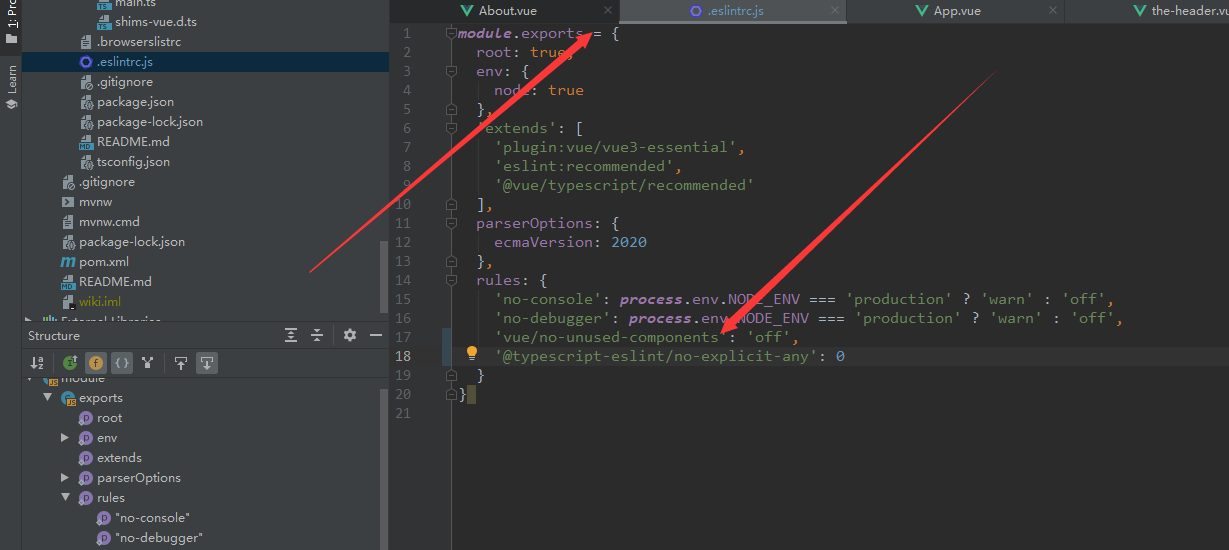 1: Pro
Learn
main.ts
shims-vue.d.ts
.browserslistrc
.eslintrc.js
.gitignore
package.json
package-lock.json
README.md
tsconfig.json
.gitignore
mvnw
mvnw.cmd
package-lock.json
pom.xml
README.md
wiki.iml
External Libraries
Structure
module
exports
root
env
extends
parserOptions
rules
"no-console"
"no-debugger"
About.vue
.eslintrc.js
App.vue
the-header.vu
1 module.exports = {
2 root: true,
3 env: {
4 node: true
5 },
6 'extends': [
7 'plugin:vue/vue3-essential',
8 'eslint:recommended',
9 '@vue/typescript/recommended'
10 ],
11 parserOptions: {
12 ecmaVersion: 2020
13 },
14 rules: {
15 'no-console': process.env.NODE_ENV === 'production' ? 'warn' : 'off',
16 'no-debugger': process.env.NODE_ENV === 'production' ? 'warn' : 'off',
17 'vue/no-unused-components': 'off',
18 '@typescript-eslint/no-explicit-any': 0
19 }
20 }
21